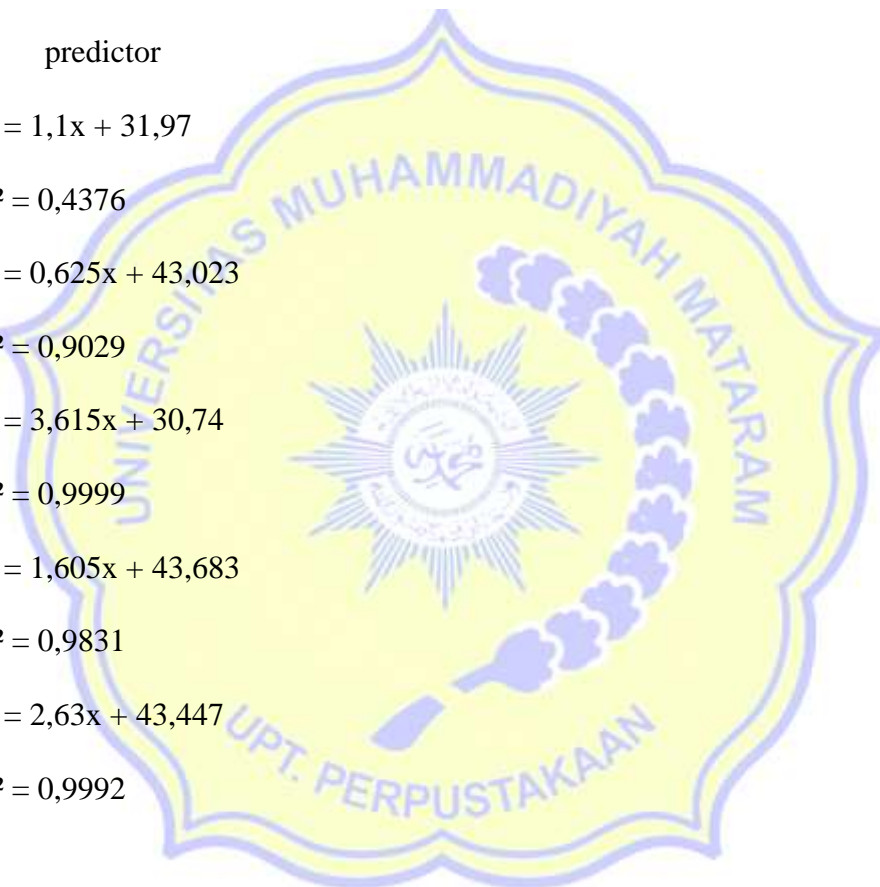 predictor
= 1,1x + 31,97
² = 0,4376
= 0,625x + 43,023
² = 0,9029
= 3,615x + 30,74
² = 0,9999
= 1,605x + 43,683
² = 0,9831
= 2,63x + 43,447
² = 0,9992
UNIVERSITAS MUHAMMADIYAH MATARAM
UPT. PERPUSTAKAAN